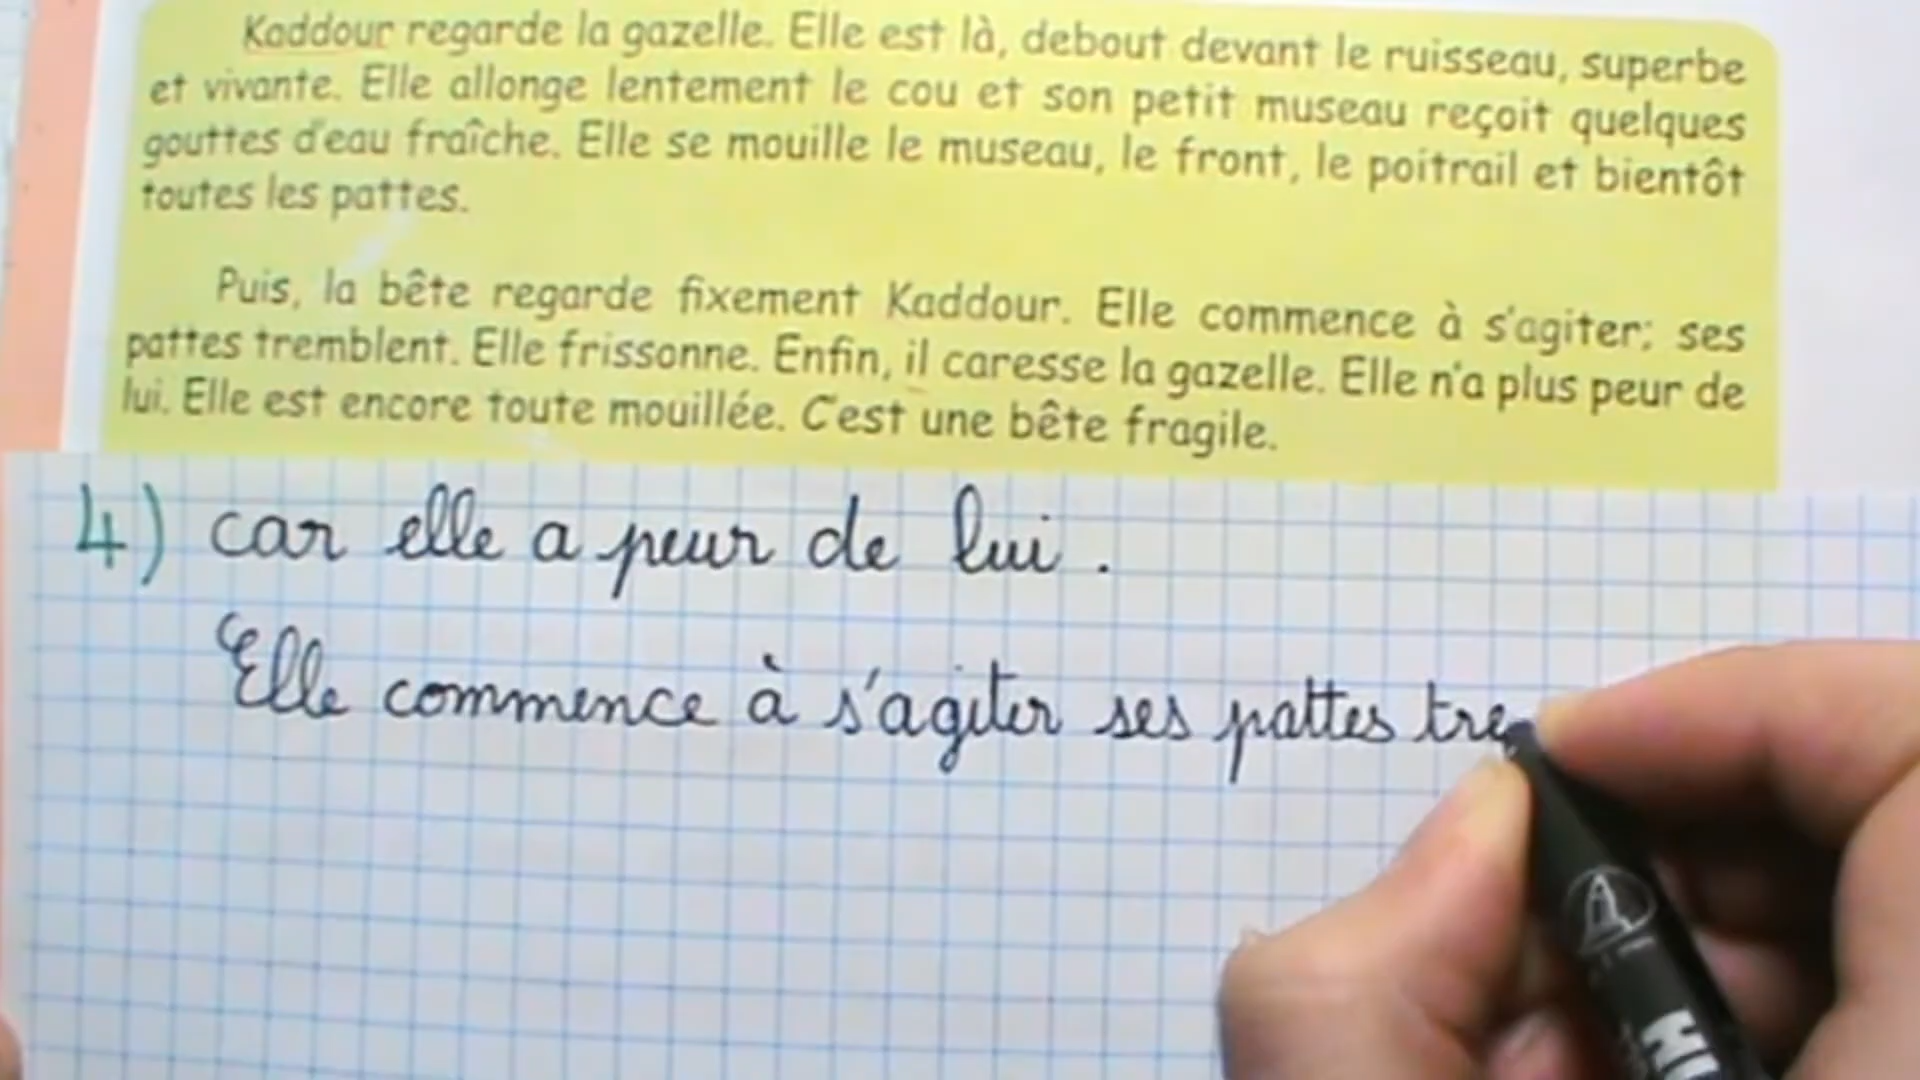 Kaddour regarde la gazelle. Elle est là, debout devant le ruisseau, superbe
et vivante. Elle allonge lentement le cou et son petit museau reçoit quelques
gouttes d'eau fraîche. Elle se mouille le museau, le front, le poitrail et bientôt
toutes les pattes.
Puis, la bête regarde fixement Kaddour. Elle commence à s'agiter; ses
pattes tremblent. Elle frissonne. Enfin, il caresse la gazelle. Elle n'a plus peur de
lui. Elle est encore toute mouillée. C'est une bête fragile.
4) car elle a peur de lui.
Elle commence à s'agiter ses pattes tre